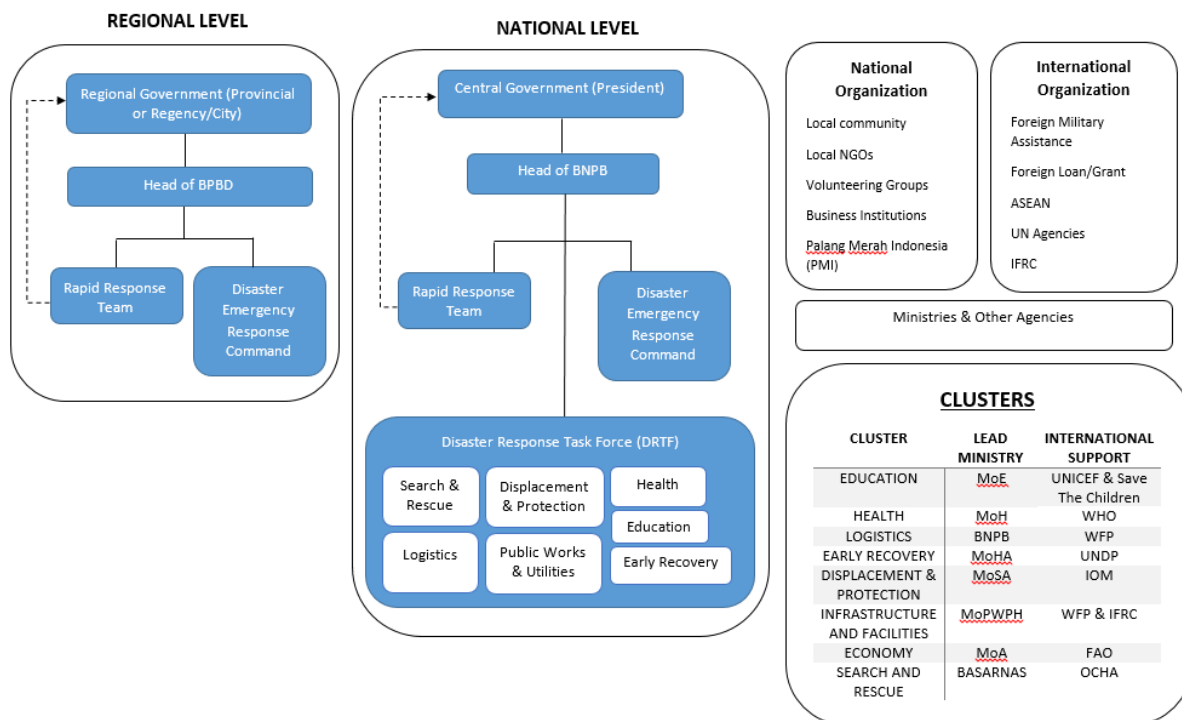 REGIONAL LEVEL
Regional Government (Provincial
or Regency/City)
Head of BPBD
Rapid Response
Team
Disaster
Emergency
Response
Command
NATIONAL LEVEL
Central Government (President)
Head of BNPB
Rapid Response
Team
Disaster
Emergency
Response
Command
Disaster Response Task Force (DRTF)
Search &
Rescue
Displacement
& Protection
Health
Education
Logistics
Public Works
& Utilities
Early Recovery
National
Organization
Local community
Local NGOs
Volunteering Groups
Business Institutions
Palang Merah Indonesia
(PMI)
International
Organization
Foreign Military
Assistance
Foreign Loan/Grant
ASEAN
UN Agencies
IFRC
Ministries & Other Agencies
CLUSTERS
CLUSTER LEAD INTERNATIONAL
MINISTRY SUPPORT
EDUCATION MoE UNICEF & Save
The Children
HEALTH MoH WHO
LOGISTICS BNPB WFP
EARLY RECOVERY MoHA UNDP
DISPLACEMENT & MoSA IOM
PROTECTION
INFRASTRUCTURE MoPWPH WFP & IFRC
AND FACILITIES
ECONOMY MoA FAO
SEARCH AND BASARNAS OCHA
RESCUE